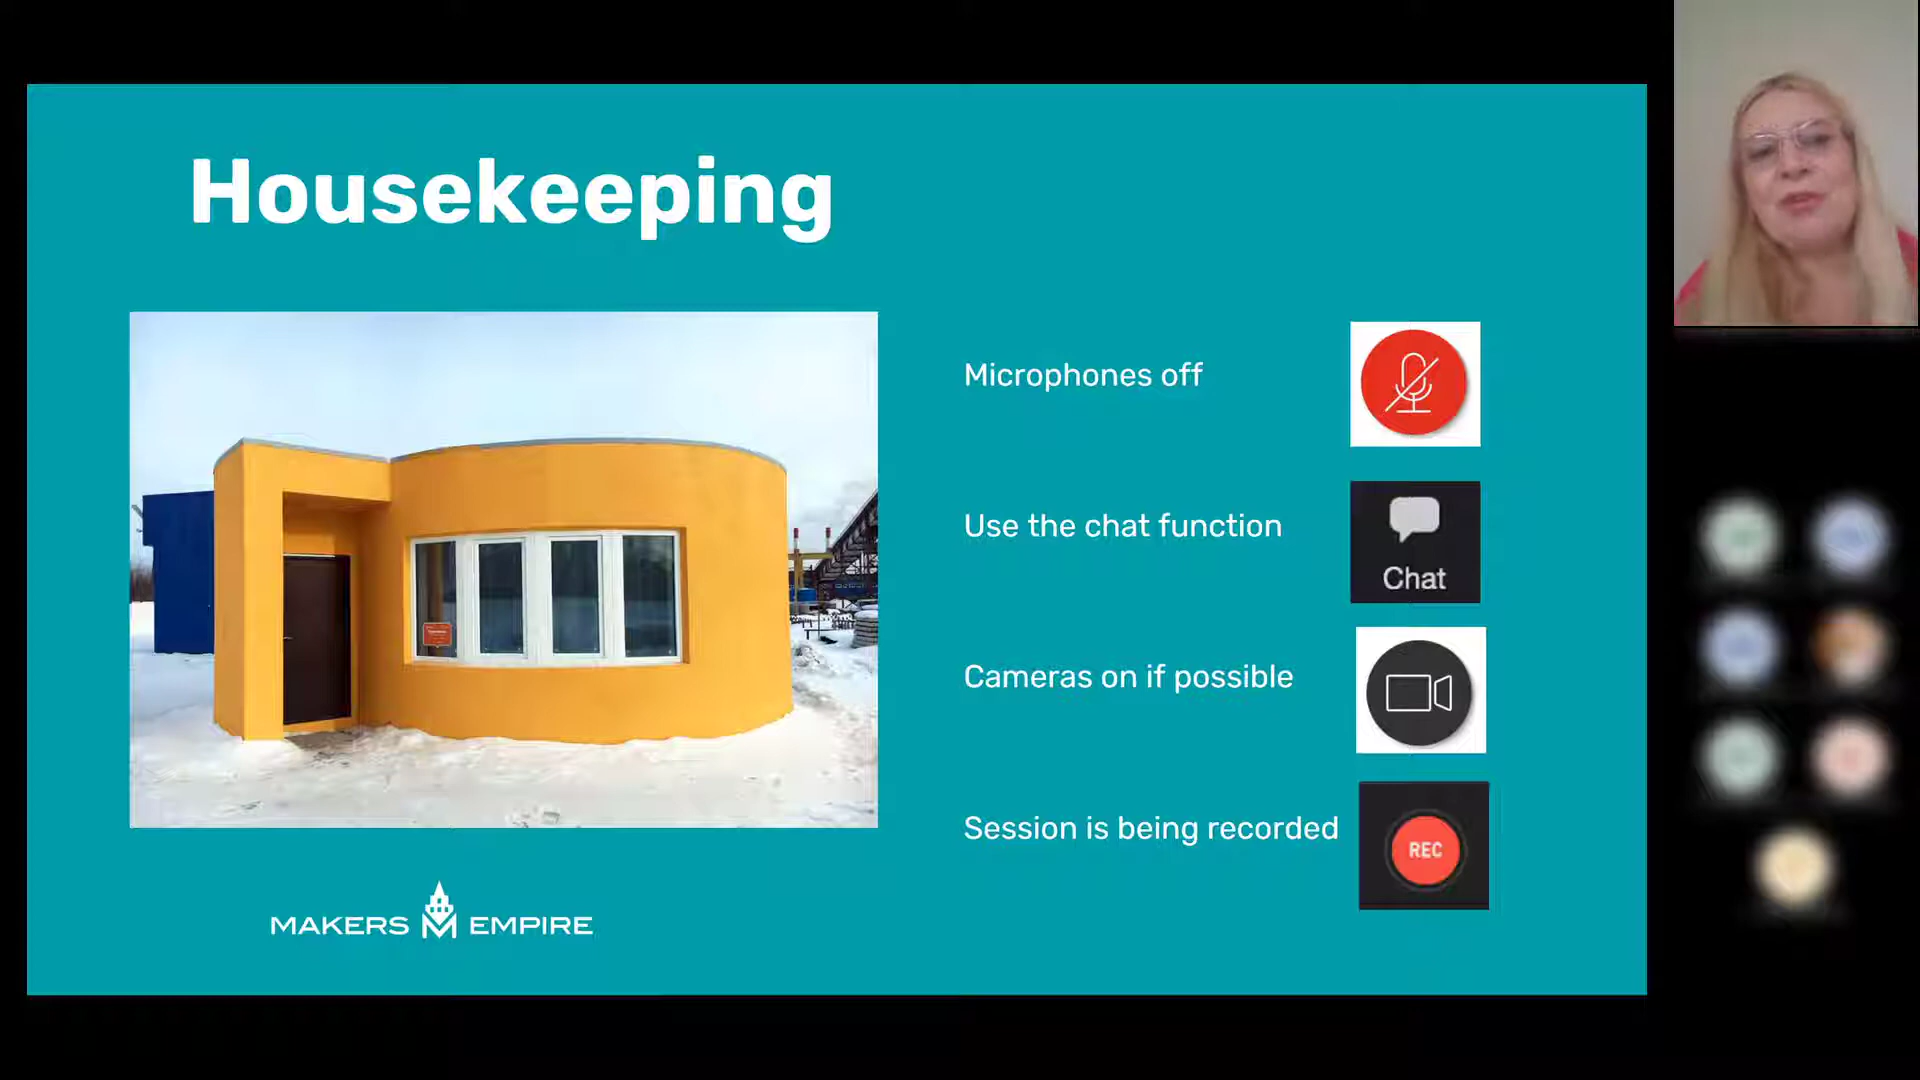 Housekeeping
Microphones off
Use the chat function
Chat
Cameras on if possible
Session is being recorded
REC
MAKERS EMPIRE